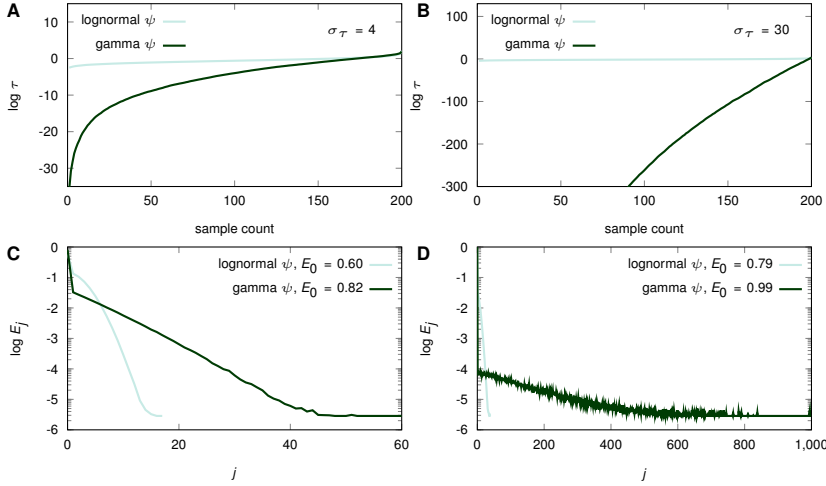 A
lognormal ψ
gamma ψ
σ_τ = 4
10
0
-10
-20
-30
log τ
0
50
100
150
200
sample count
B
lognormal ψ
gamma ψ
σ_τ = 30
100
0
-100
-200
-300
log τ
0
50
100
150
200
sample count
C
lognormal ψ, E_0 = 0.60
gamma ψ, E_0 = 0.82
0
-1
-2
-3
-4
-5
-6
log E_j
0
20
40
60
j
D
lognormal ψ, E_0 = 0.79
gamma ψ, E_0 = 0.99
0
-1
-2
-3
-4
-5
-6
log E_j
0
200
400
600
800
1,000
j